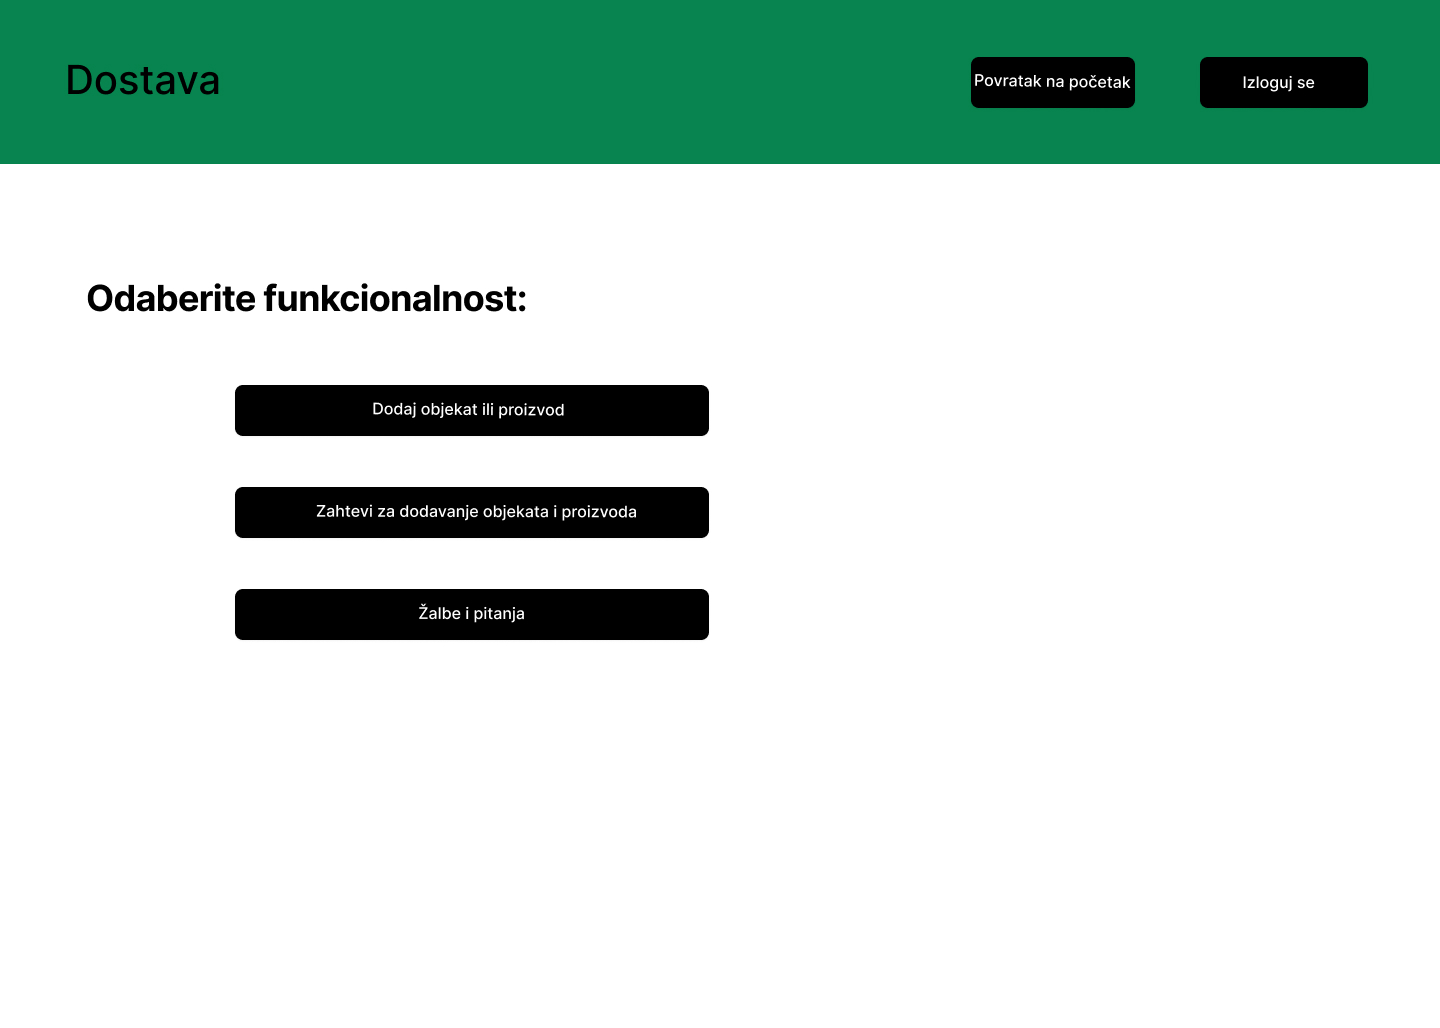 Dostava
Povratak na početak
Izloguj se
Odaberite funkcionalnost:
Dodaj objekat ili proizvod
Zahtevi za dodavanje objekata i proizvoda
Žalbe i pitanja